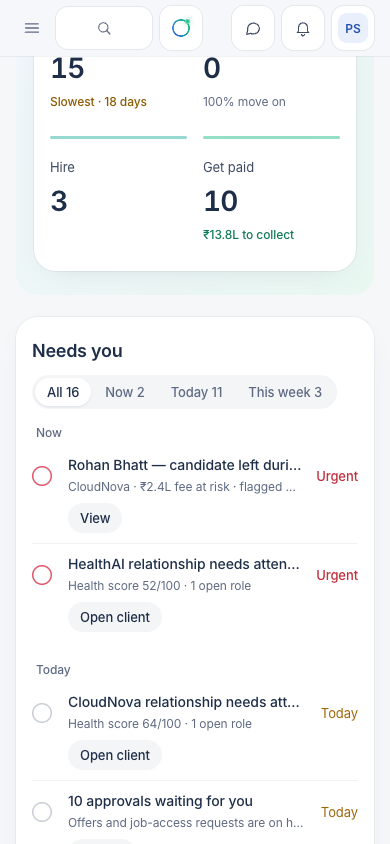 PS
15
0
Slowest · 18 days
100% move on
Hire
Get paid
3
10
₹13.8L to collect
Needs you
All 16
Now 2
Today 11
This week 3
Now
Rohan Bhatt — candidate left duri...
Urgent
CloudNova · ₹2.4L fee at risk · flagged ...
View
HealthAI relationship needs atten...
Urgent
Health score 52/100 · 1 open role
Open client
Today
CloudNova relationship needs att...
Today
Health score 64/100 · 1 open role
Open client
10 approvals waiting for you
Today
Offers and job-access requests are on h...